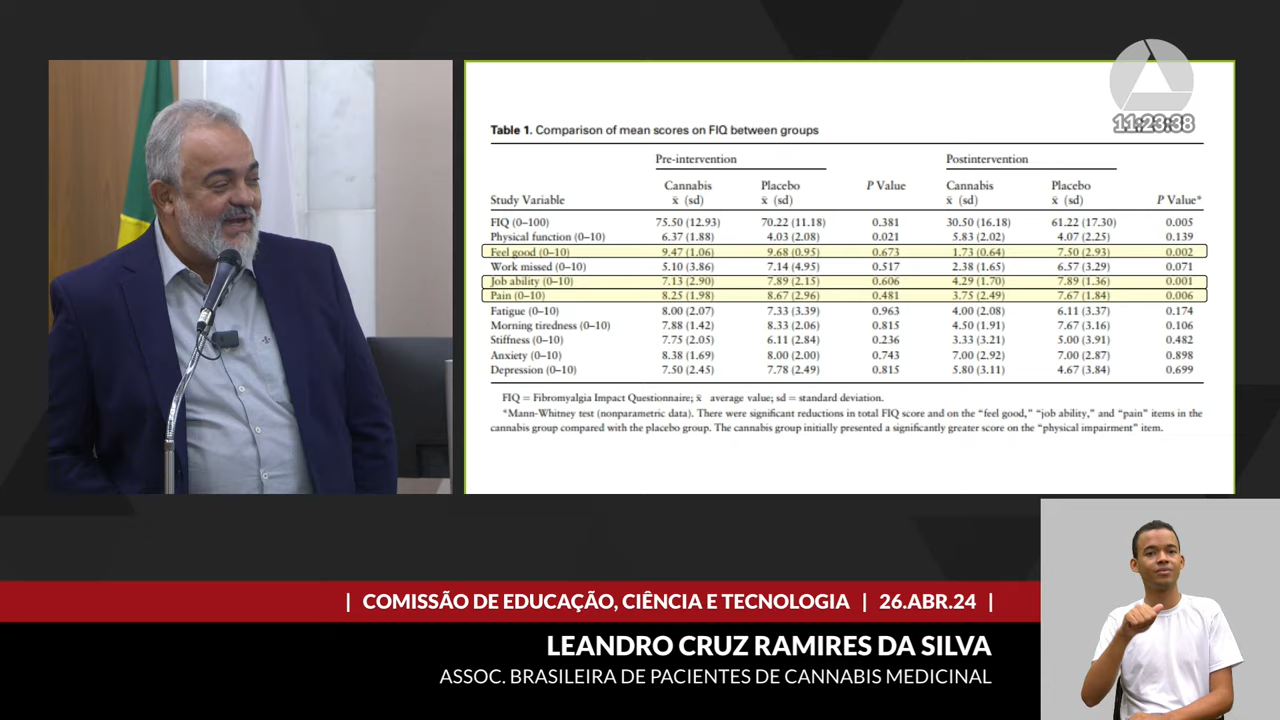 11:23:38
Table 1. Comparison of mean scores on FIQ between groups
Pre-intervention Postintervention
Cannabis Placebo P Value Cannabis Placebo
Study Variable x̄ (sd) x̄ (sd) x̄ (sd) x̄ (sd) P Value*
FIQ (0–100) 75.50 (12.93) 70.22 (11.18) 0.381 30.50 (16.18) 61.22 (17.30) 0.005
Physical function (0–10) 6.37 (1.88) 4.03 (2.08) 0.021 5.83 (2.02) 4.07 (2.25) 0.139
Feel good (0–10) 9.47 (1.06) 9.68 (0.95) 0.673 1.73 (0.64) 7.50 (2.93) 0.002
Work missed (0–10) 5.10 (3.86) 7.14 (4.95) 0.517 2.38 (1.65) 6.57 (3.29) 0.071
Job ability (0–10) 7.13 (2.90) 7.89 (2.15) 0.606 4.29 (1.70) 7.89 (1.36) 0.001
Pain (0–10) 8.25 (1.98) 8.67 (2.96) 0.481 3.75 (2.49) 7.67 (1.84) 0.006
Fatigue (0–10) 8.00 (2.07) 7.33 (3.39) 0.963 4.00 (2.08) 6.11 (3.37) 0.174
Morning tiredness (0–10) 7.88 (1.42) 8.33 (2.06) 0.815 4.50 (1.91) 7.67 (3.16) 0.106
Stiffness (0–10) 7.75 (2.05) 6.11 (2.84) 0.236 3.33 (3.21) 5.00 (3.91) 0.482
Anxiety (0–10) 8.38 (1.69) 8.00 (2.00) 0.743 7.00 (2.92) 7.00 (2.87) 0.898
Depression (0–10) 7.50 (2.45) 7.78 (2.49) 0.815 5.80 (3.11) 4.67 (3.84) 0.699
FIQ = Fibromyalgia Impact Questionnaire; x̄ average value; sd = standard deviation.
*Mann-Whitney test (nonparametric data). There were significant reductions in total FIQ score and on the “feel good,” “job ability,” and “pain” items in the
cannabis group compared with the placebo group. The cannabis group initially presented a significantly greater score on the “physical impairment” item.
| COMISSÃO DE EDUCAÇÃO, CIÊNCIA E TECNOLOGIA | 26.ABR.24 |
LEANDRO CRUZ RAMIRES DA SILVA
ASSOC. BRASILEIRA DE PACIENTES DE CANNABIS MEDICINAL